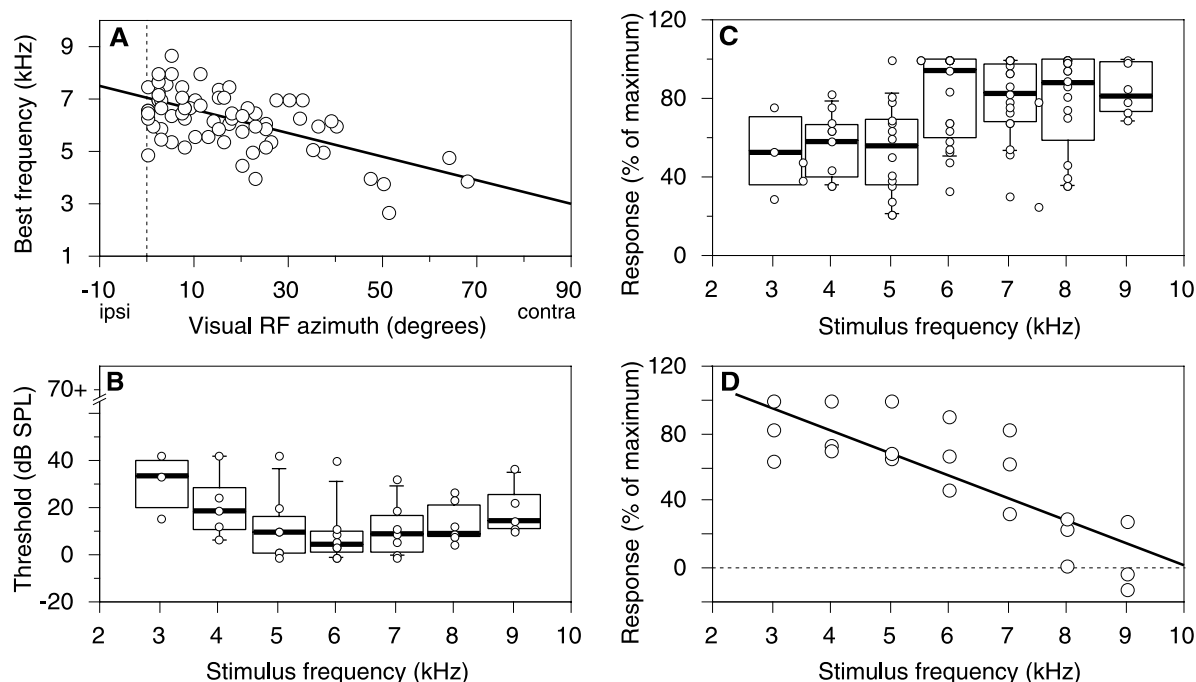 A
Best frequency (kHz)
9
7
5
3
1
-10 10 30 50 70 90
ipsi contra
Visual RF azimuth (degrees)
B
Threshold (dB SPL)
70+
40
20
0
-20
2 3 4 5 6 7 8 9 10
Stimulus frequency (kHz)
C
Response (% of maximum)
120
80
40
0
2 3 4 5 6 7 8 9 10
Stimulus frequency (kHz)
D
Response (% of maximum)
120
80
40
0
2 3 4 5 6 7 8 9 10
Stimulus frequency (kHz)